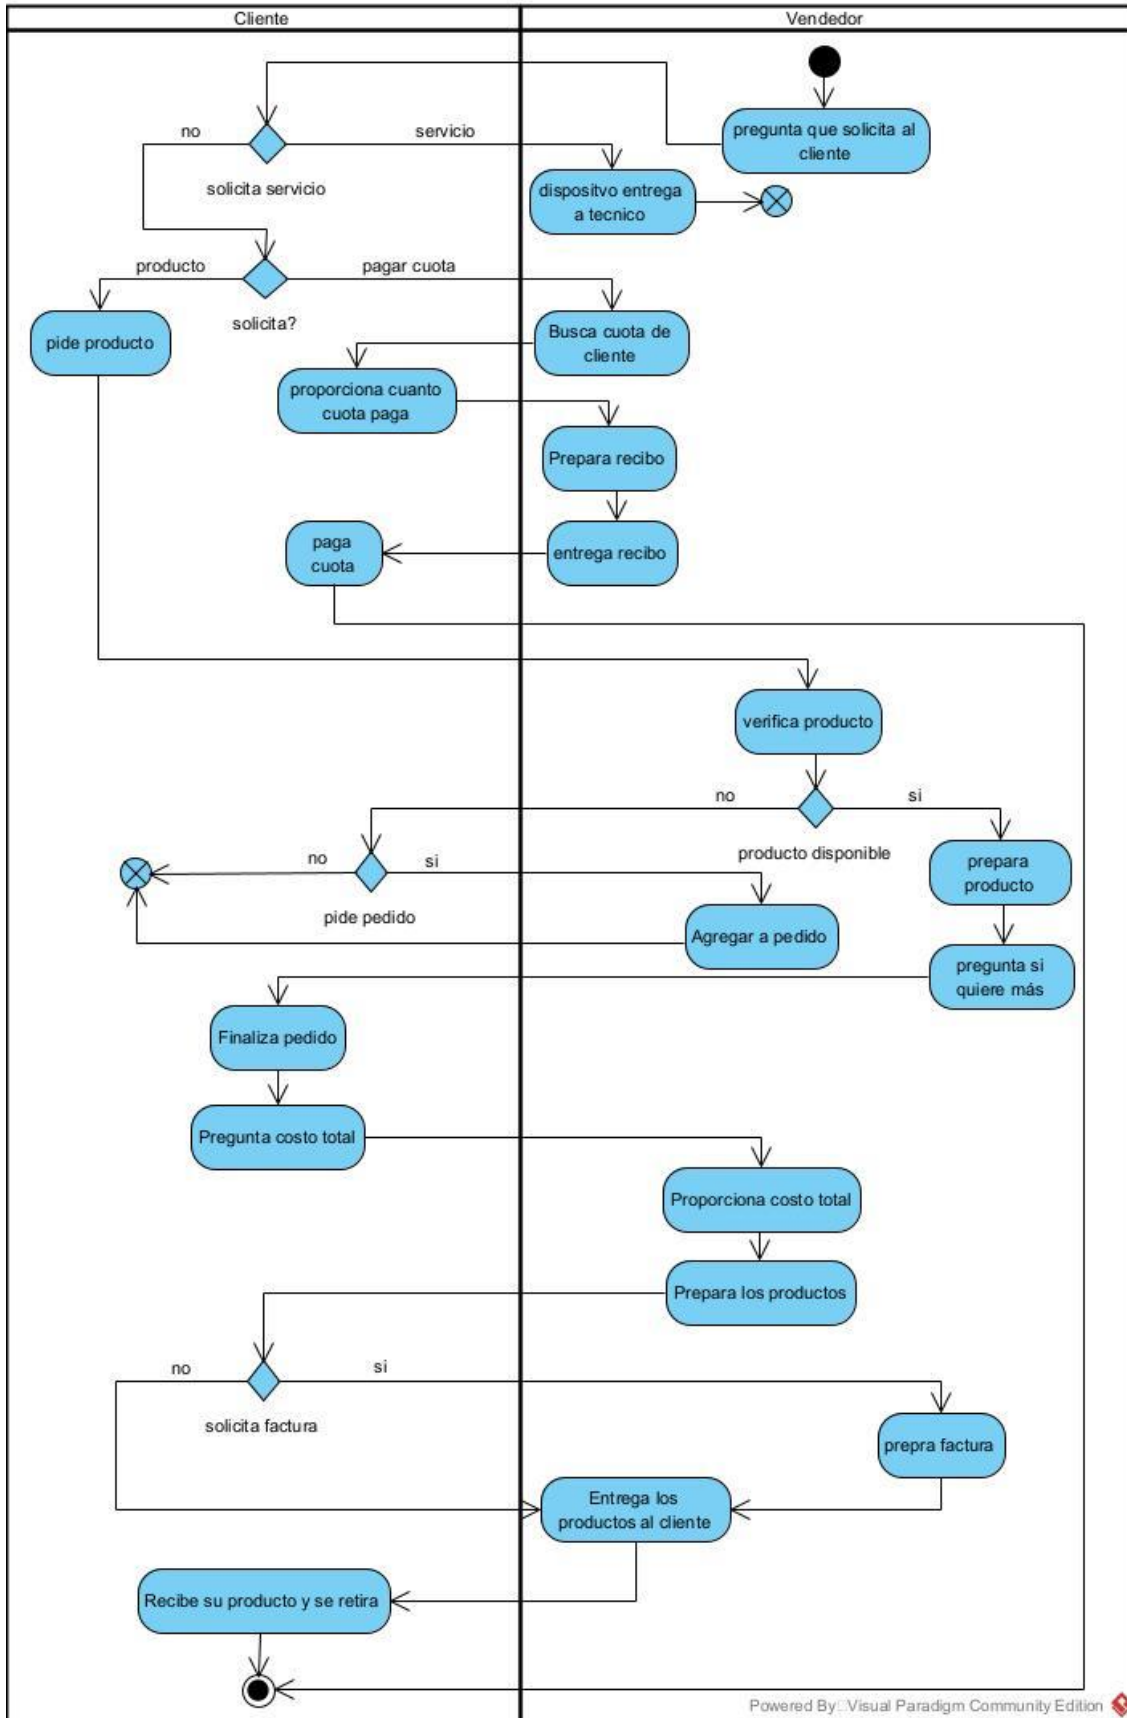 Cliente
Vendedor
pregunta que solicita al
cliente
no
servicio
solicita servicio
dispositvo entrega
a tecnico
producto
pagar cuota
solicita?
pide producto
Busca cuota de
cliente
proporciona cuanto
cuota paga
Prepara recibo
paga
cuota
entrega recibo
verifica producto
no
si
producto disponible
prepara
producto
no
si
pide pedido
Agregar a pedido
pregunta si
quiere más
Finaliza pedido
Pregunta costo total
Proporciona costo total
Prepara los productos
no
si
solicita factura
prepra factura
Entrega los
productos al cliente
Recibe su producto y se retira
Powered By Visual Paradigm Community Edition